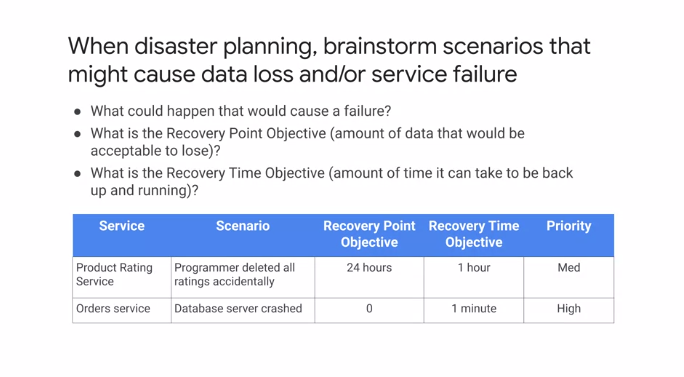 When disaster planning, brainstorm scenarios that
might cause data loss and/or service failure
● What could happen that would cause a failure?
● What is the Recovery Point Objective (amount of data that would be
acceptable to lose)?
● What is the Recovery Time Objective (amount of time it can take to be back
up and running)?
Service Scenario Recovery Point Objective Recovery Time Objective Priority
Product Rating Service Programmer deleted all ratings accidentally 24 hours 1 hour Med
Orders service Database server crashed 0 1 minute High